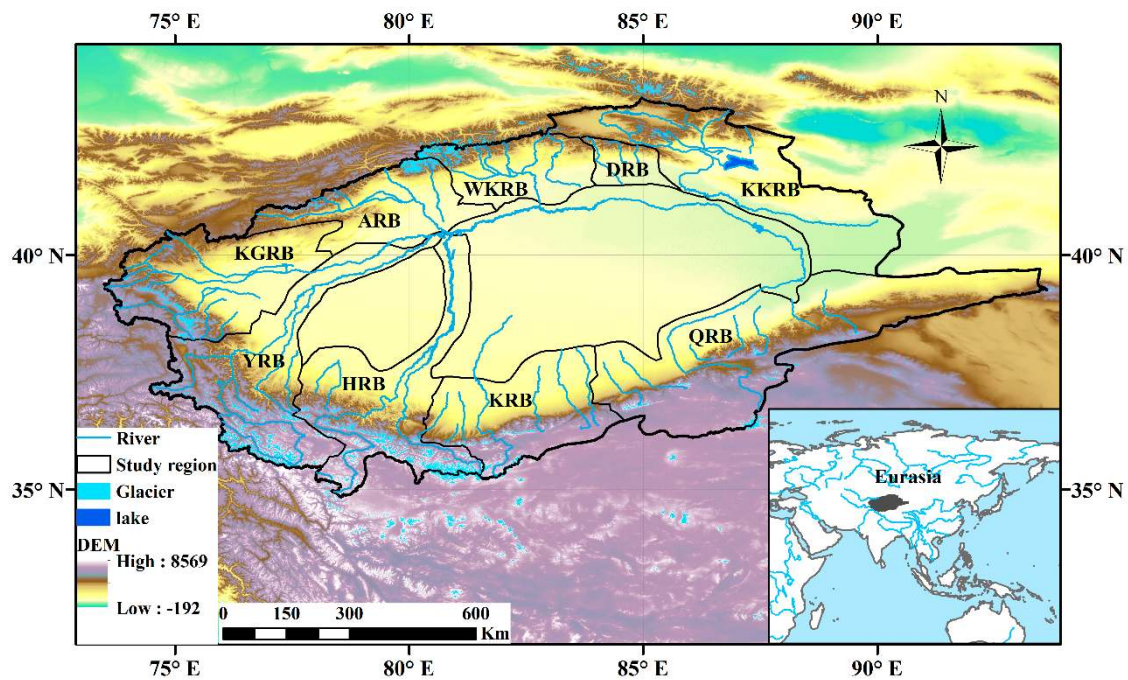 75° E 80° E 85° E 90° E
N
DRB
WKRB
KKRB
ARB
40° N 40° N
KGRB
QRB
YRB
HRB
KRB
River
Study region
Glacier
lake
DEM
High : 8569
Low : -192
35° N 35° N
Eurasia
0 150 300 600
Km
75° E 80° E 85° E 90° E